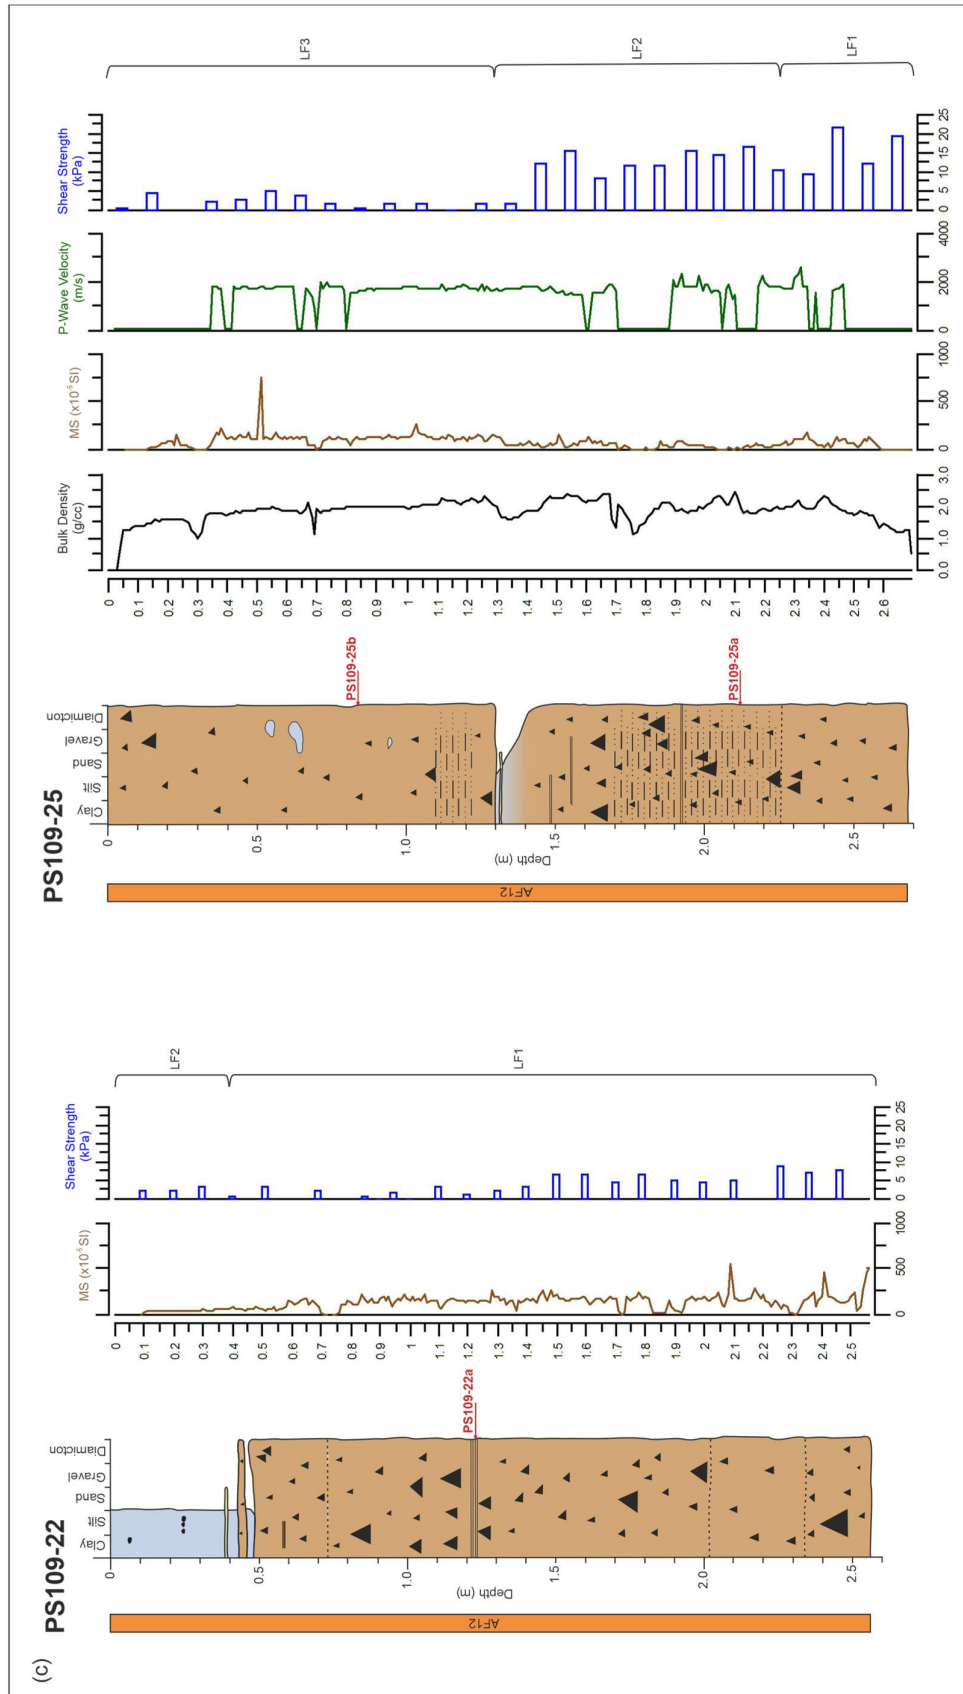 (c)
PS109-22
AF12
Depth (m)
0
0.5
1.0
1.5
2.0
2.5
Clay
Silt
Sand
Gravel
Diamicton
PS109-22a
0
0.1
0.2
0.3
0.4
0.5
0.6
0.7
0.8
0.9
1
1.1
1.2
1.3
1.4
1.5
1.6
1.7
1.8
1.9
2
2.1
2.2
2.3
2.4
2.5
MS (x10⁻⁵ SI)
0
500
1000
Shear Strength
(kPa)
0
5
10
15
20
25
LF2
LF1
PS109-25
AF12
Depth (m)
0
0.5
1.0
1.5
2.0
2.5
Clay
Silt
Sand
Gravel
Diamicton
PS109-25b
PS109-25a
0
0.1
0.2
0.3
0.4
0.5
0.6
0.7
0.8
0.9
1
1.1
1.2
1.3
1.4
1.5
1.6
1.7
1.8
1.9
2
2.1
2.2
2.3
2.4
2.5
2.6
Bulk Density
(g/cc)
0.0
1.0
2.0
3.0
MS (x10⁻⁵ SI)
0
500
1000
P-Wave Velocity
(m/s)
0
2000
4000
Shear Strength
(kPa)
0
5
10
15
20
25
LF3
LF2
LF1